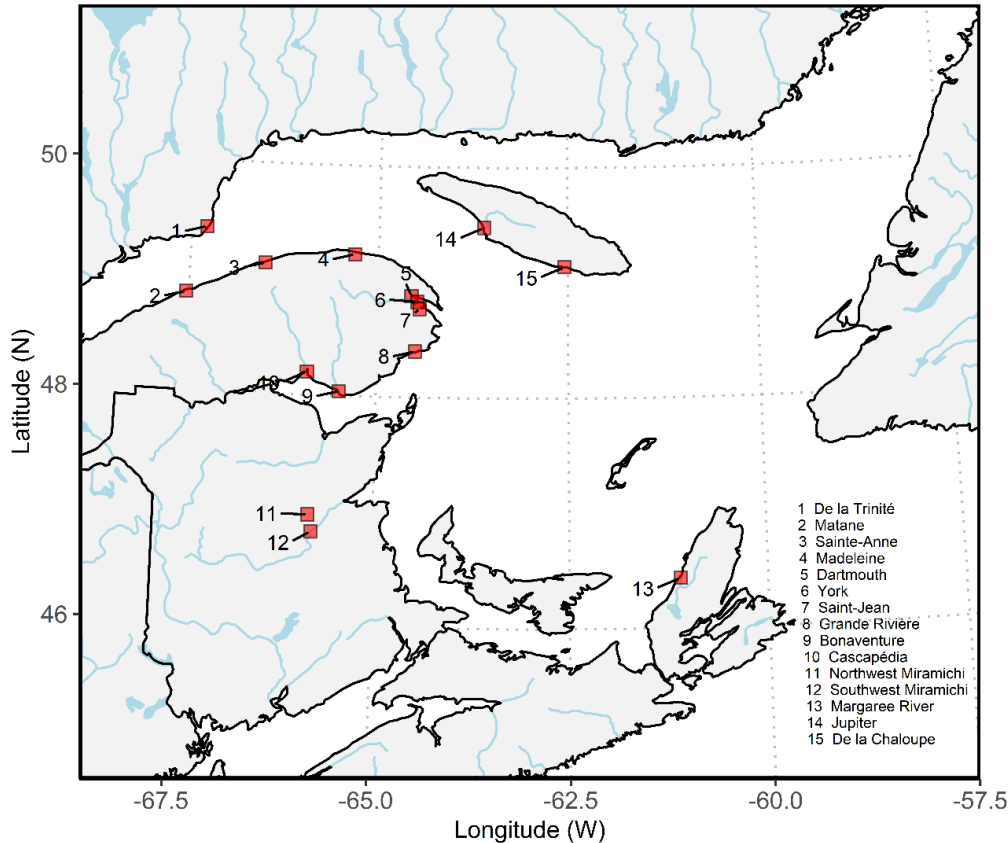 50
48
46
Latitude (N)
1
2
3
4
5
6
7
8
9
10
11
12
13
14
15
1 De la Trinité
2 Matane
3 Sainte-Anne
4 Madeleine
5 Dartmouth
6 York
7 Saint-Jean
8 Grande Rivière
9 Bonaventure
10 Cascapédia
11 Northwest Miramichi
12 Southwest Miramichi
13 Margaree River
14 Jupiter
15 De la Chaloupe
-67.5 -65.0 -62.5 -60.0 -57.5
Longitude (W)